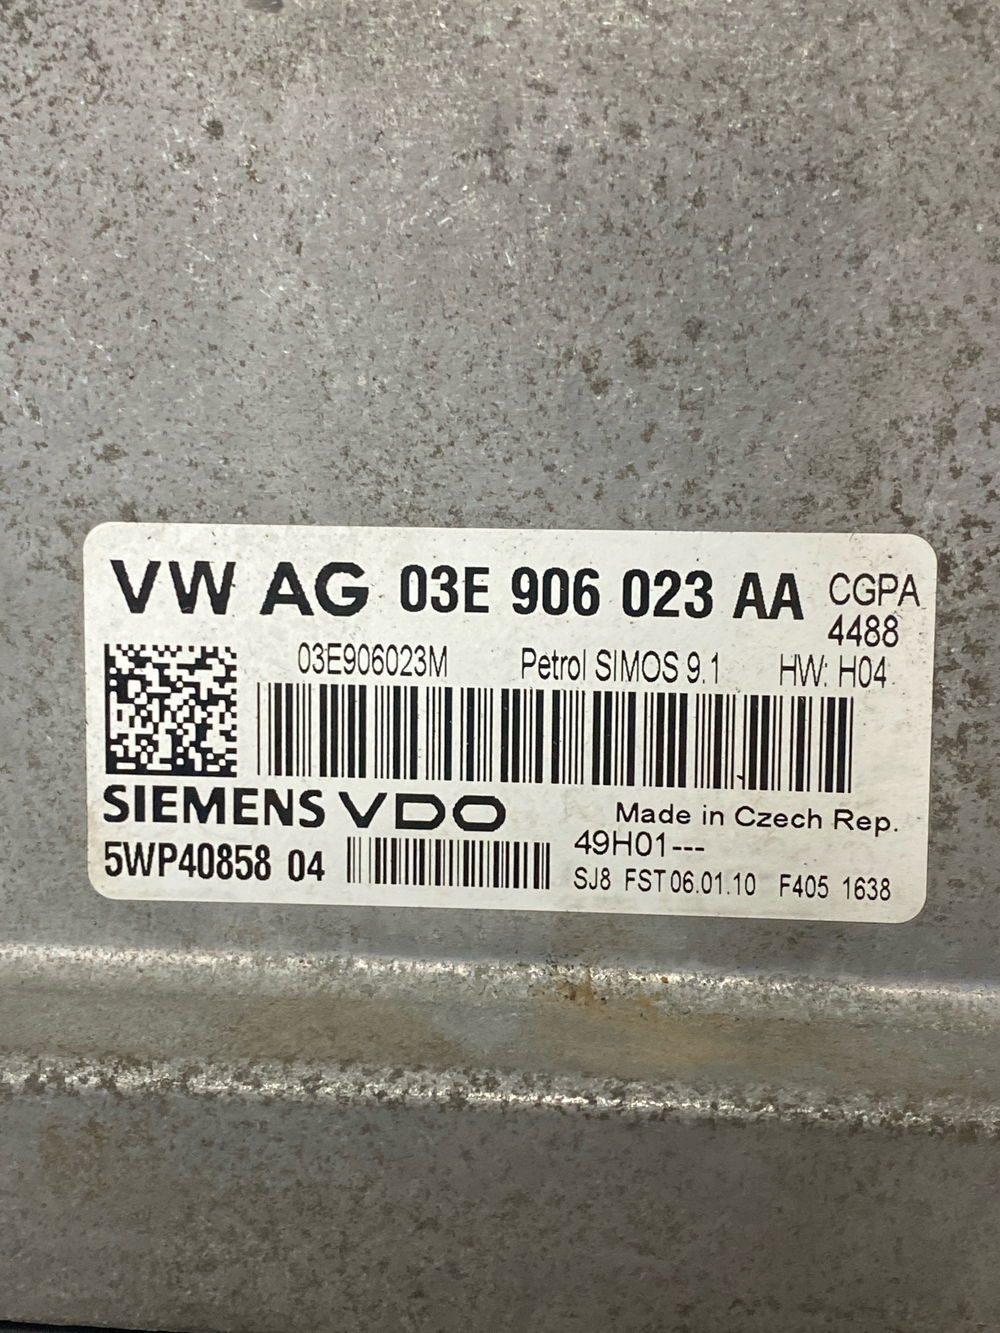 VW AG 03E 906 023 AA CGPA
4488
03E906023M Petrol SIMOS 9.1 HW: H04
SIEMENS VDO Made in Czech Rep.
5WP40858 04 49H01---
SJ8 FST 06.01.10 F405 1638